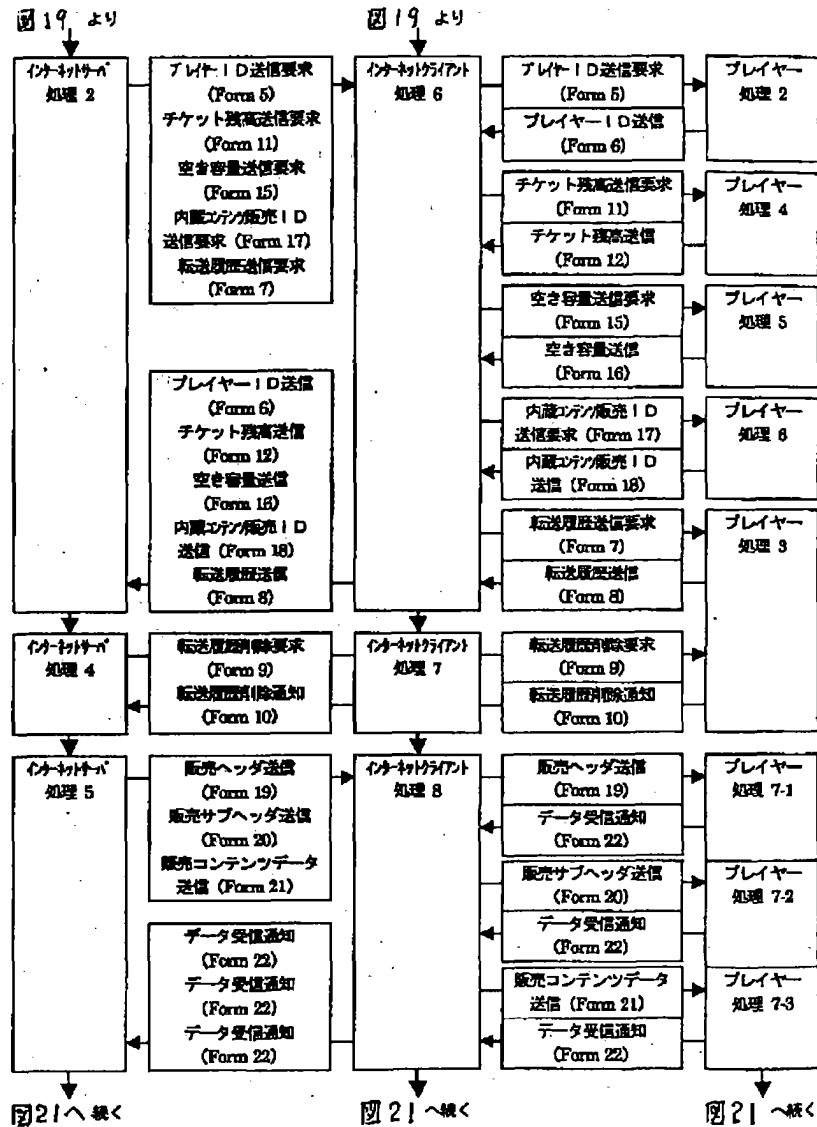 図19 より
図19 より
インターネットサーバ
処理 2
プレイヤーID送信要求
(Form 5)
チケット残高送信要求
(Form 11)
空き容量送信要求
(Form 15)
内蔵コンテンツ販売ID
送信要求 (Form 17)
転送履歴送信要求
(Form 7)
プレイヤーID送信
(Form 6)
チケット残高送信
(Form 12)
空き容量送信
(Form 16)
内蔵コンテンツ販売ID
送信 (Form 18)
転送履歴送信
(Form 8)
インターネットクライアント
処理 6
プレイヤーID送信要求
(Form 5)
プレイヤーID送信
(Form 6)
プレイヤー
処理 2
チケット残高送信要求
(Form 11)
チケット残高送信
(Form 12)
プレイヤー
処理 4
空き容量送信要求
(Form 15)
空き容量送信
(Form 16)
プレイヤー
処理 5
内蔵コンテンツ販売ID
送信要求 (Form 17)
内蔵コンテンツ販売ID
送信 (Form 18)
プレイヤー
処理 6
転送履歴送信要求
(Form 7)
転送履歴送信
(Form 8)
プレイヤー
処理 3
インターネットサーバ
処理 4
転送履歴削除要求
(Form 9)
転送履歴削除通知
(Form 10)
インターネットクライアント
処理 7
転送履歴削除要求
(Form 9)
転送履歴削除通知
(Form 10)
インターネットサーバ
処理 5
販売ヘッダ送信
(Form 19)
販売サブヘッダ送信
(Form 20)
販売コンテンツデータ
送信 (Form 21)
データ受信通知
(Form 22)
データ受信通知
(Form 22)
データ受信通知
(Form 22)
インターネットクライアント
処理 8
販売ヘッダ送信
(Form 19)
データ受信通知
(Form 22)
プレイヤー
処理 7-1
販売サブヘッダ送信
(Form 20)
データ受信通知
(Form 22)
プレイヤー
処理 7-2
販売コンテンツデータ
送信 (Form 21)
データ受信通知
(Form 22)
プレイヤー
処理 7-3
図21へ続く
図21へ続く
図21へ続く